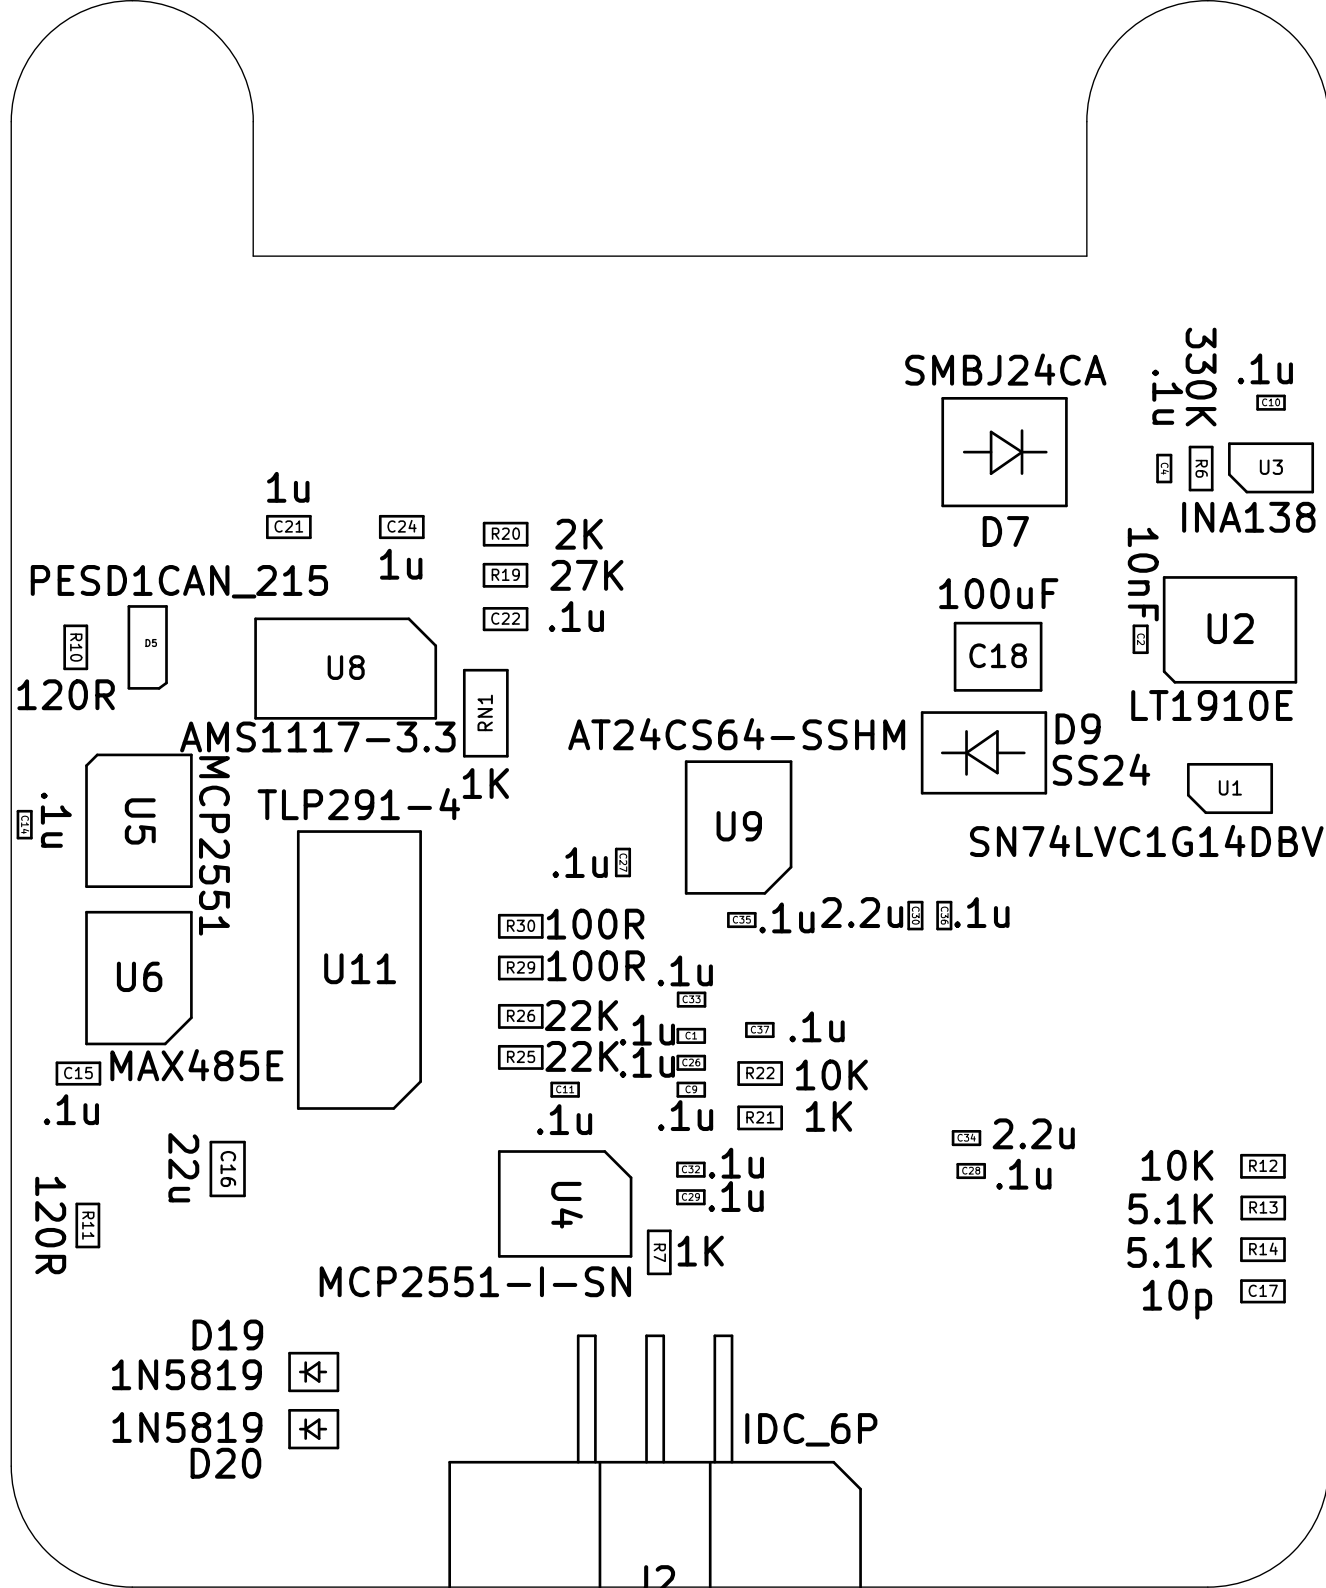 SMBJ24CA
D7
330K
.1u
.1u
C10
C4
R6
U3
INA138
1u
C21
C24
1u
R20 2K
R19 27K
C22 .1u
PESD1CAN_215
D5
R10
120R
U8
AMS1117-3.3
RN1
1K
10nF
C2
U2
LT1910E
100uF
C18
D9
SS24
U1
SN74LVC1G14DBV
AT24CS64-SSHM
U9
.1u
C14
U5
MCP2551
TLP291-4
U11
.1u C27
C35 .1u
2.2u C30
C36 .1u
U6
MAX485E
C15
.1u
R30 100R
R29 100R
R26 22K
R25 22K
.1u
C33
.1u C1
.1u C26
C9
.1u
C37 .1u
R22 10K
R21 1K
C11
.1u
C32 .1u
C29 .1u
C34 2.2u
C28 .1u
22u
C16
120R
R11
U4
MCP2551-I-SN
R7 1K
10K R12
5.1K R13
5.1K R14
10p C17
D19
1N5819
1N5819
D20
IDC_6P
J2